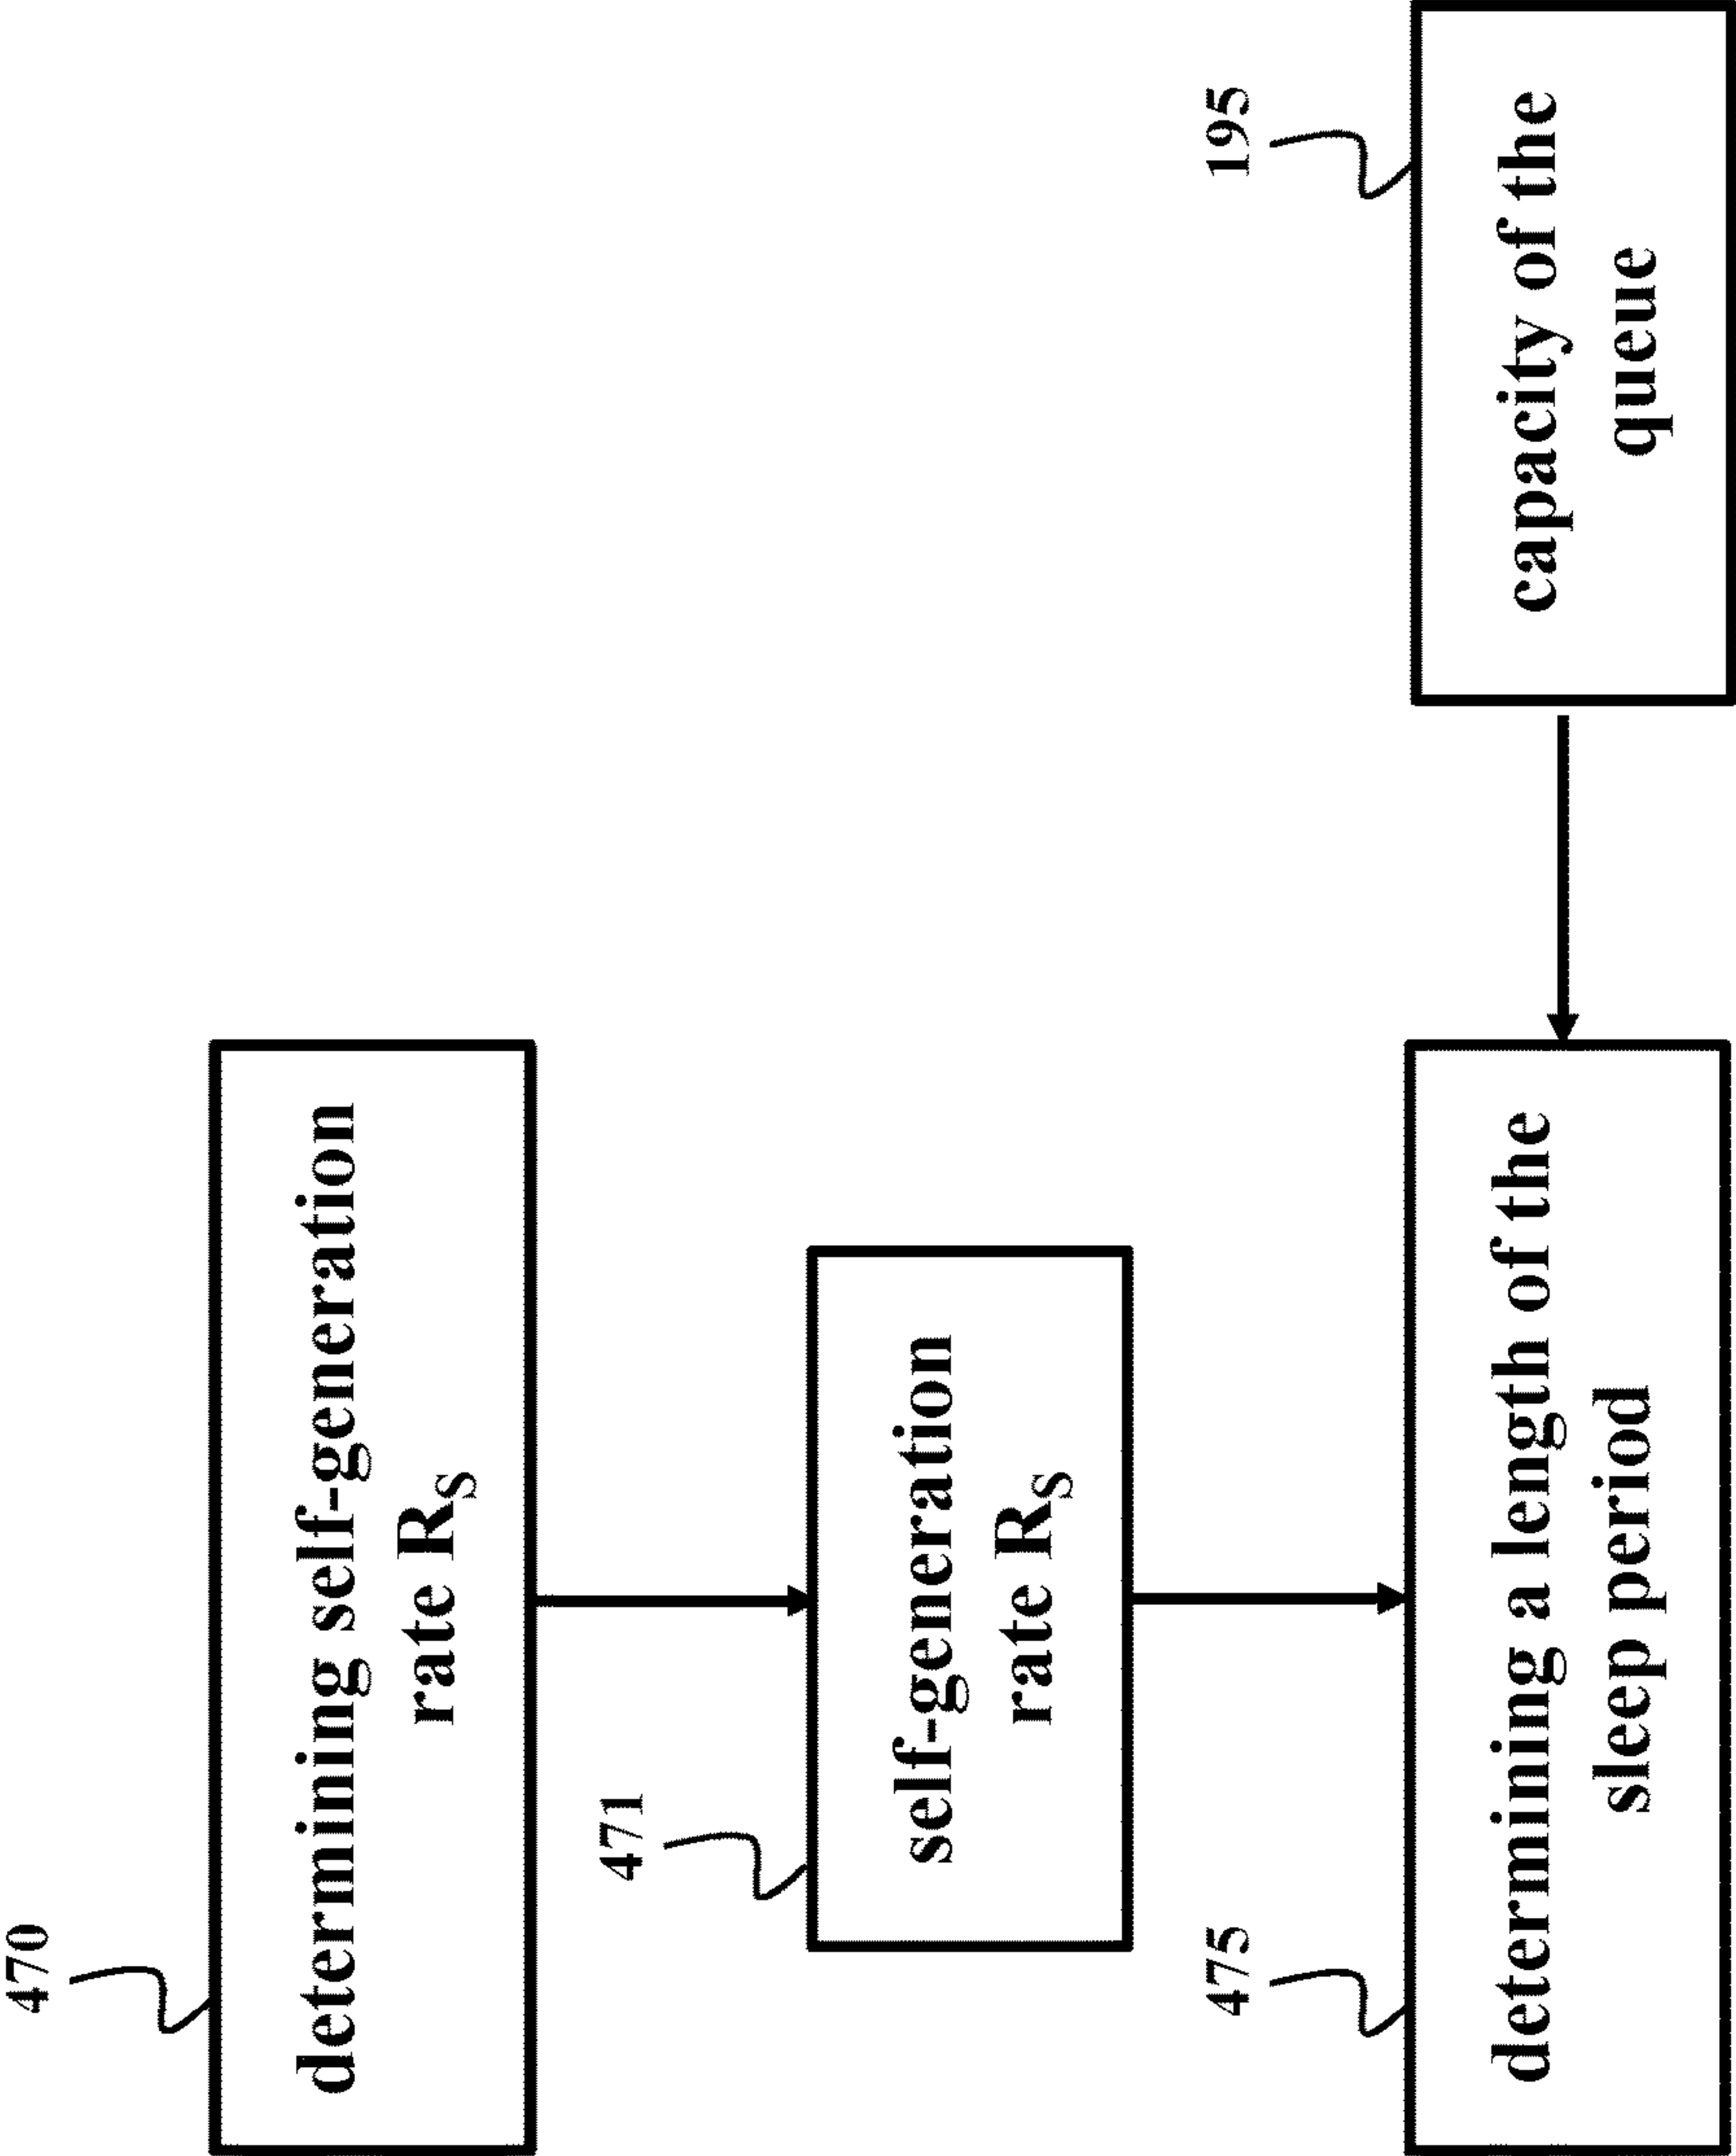 470
determining self-generation
rate R_S
471
self-generation
rate R_S
475
determining a length of the
sleep period
195
capacity of the
queue